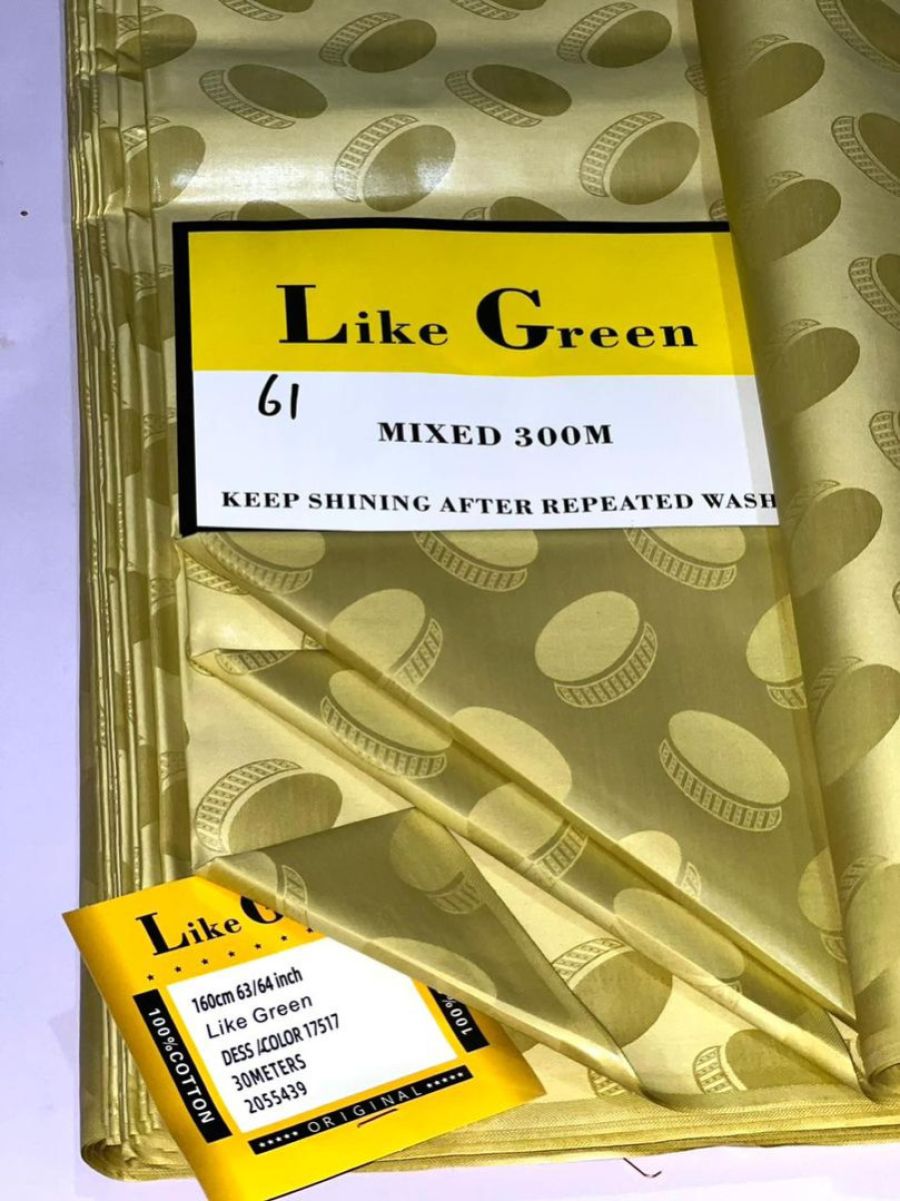 Like Green
61
MIXED 300M
KEEP SHINING AFTER REPEATED WASH
Like G
160cm 63/64 inch
Like Green
DESS /COLOR 17517
30METERS
2055439
100%COTTON
100%
ORIGINAL